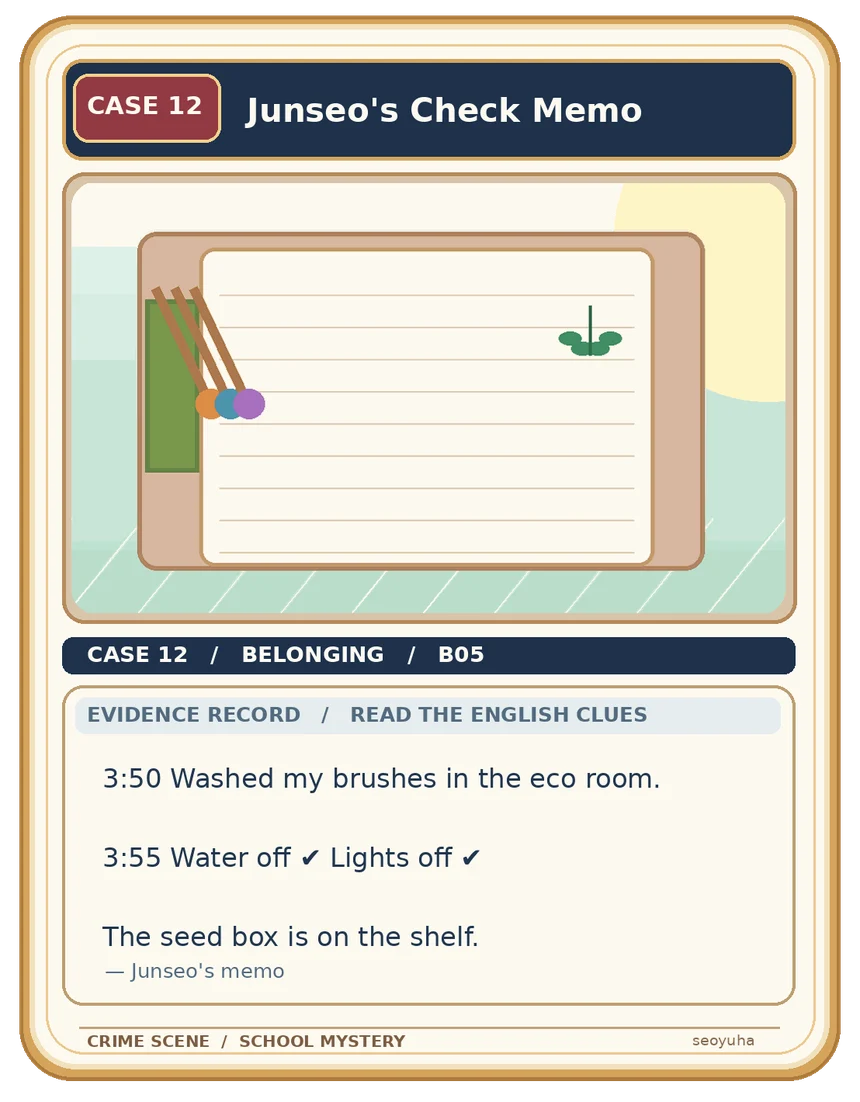 CASE 12 Junseo's Check Memo
CASE 12 / BELONGING / B05
EVIDENCE RECORD / READ THE ENGLISH CLUES
3:50 Washed my brushes in the eco room.
3:55 Water off ✔ Lights off ✔
The seed box is on the shelf.
— Junseo's memo
CRIME SCENE / SCHOOL MYSTERY seoyuha